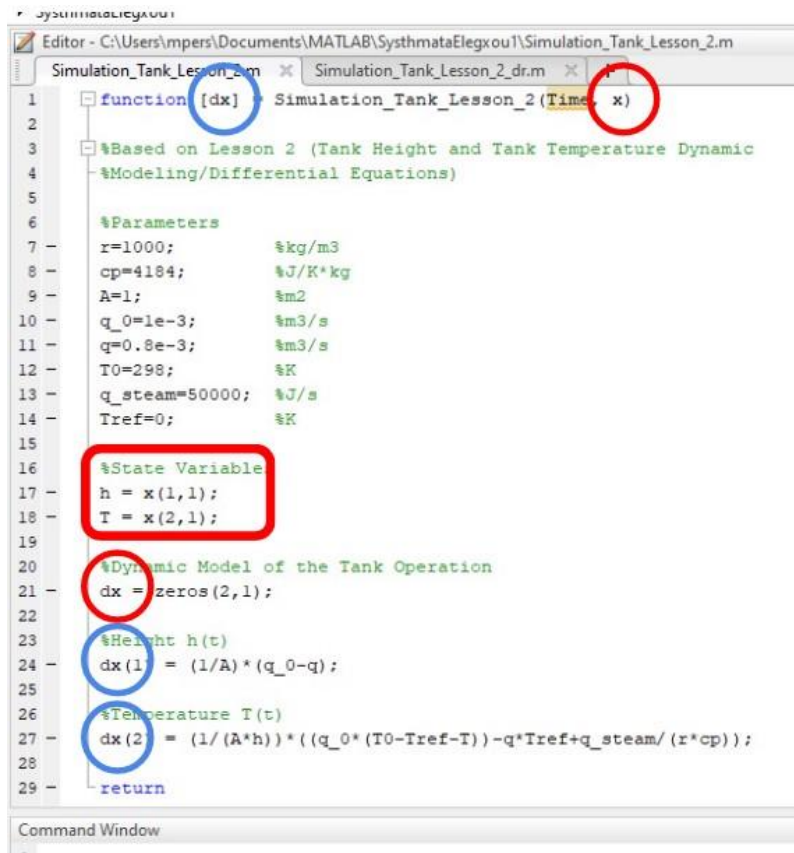 SysthmataElegxou1
Editor - C:\Users\mpers\Documents\MATLAB\SysthmataElegxou1\Simulation_Tank_Lesson_2.m
Simulation_Tank_Lesson_2.m Simulation_Tank_Lesson_2_dr.m +
1 function [dx] = Simulation_Tank_Lesson_2(Time, x)
2
3 %Based on Lesson 2 (Tank Height and Tank Temperature Dynamic
4 %Modeling/Differential Equations)
5
6 %Parameters
7 - r=1000; %kg/m3
8 - cp=4184; %J/K*kg
9 - A=1; %m2
10 - q_0=1e-3; %m3/s
11 - q=0.8e-3; %m3/s
12 - T0=298; %K
13 - q_steam=50000; %J/s
14 - Tref=0; %K
15
16 %State Variable
17 - h = x(1,1);
18 - T = x(2,1);
19
20 %Dynamic Model of the Tank Operation
21 - dx = zeros(2,1);
22
23 %Height h(t)
24 - dx(1) = (1/A)*(q_0-q);
25
26 %Temperature T(t)
27 - dx(2) = (1/(A*h))*((q_0*(T0-Tref-T))-q*Tref+q_steam/(r*cp));
28
29 - return
Command Window